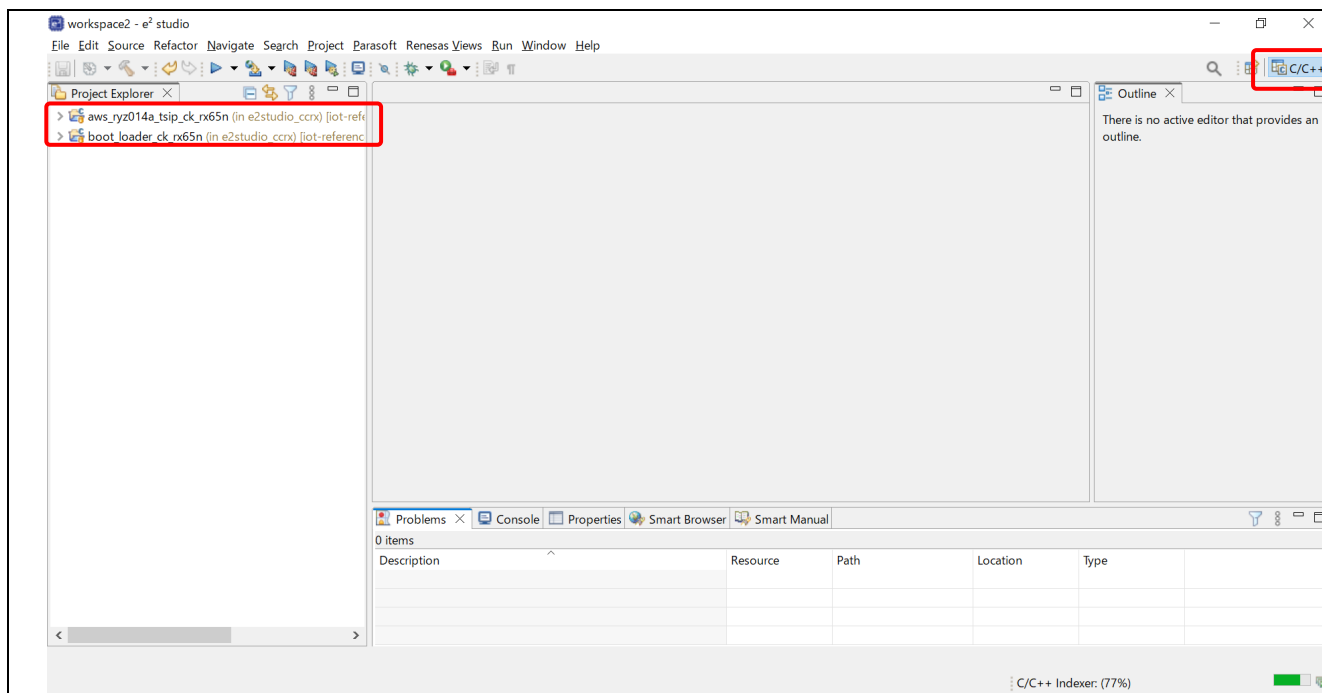 workspace2 - e² studio
File Edit Source Refactor Navigate Search Project Parasoft Renesas Views Run Window Help
C/C++
Project Explorer
Outline
aws_ryz014a_tsip_ck_rx65n (in e2studio_ccrx) [iot-refe
There is no active editor that provides an
outline.
boot_loader_ck_rx65n (in e2studio_ccrx) [iot-referenc
Problems Console Properties Smart Browser Smart Manual
0 items
Description Resource Path Location Type
C/C++ Indexer: (77%)